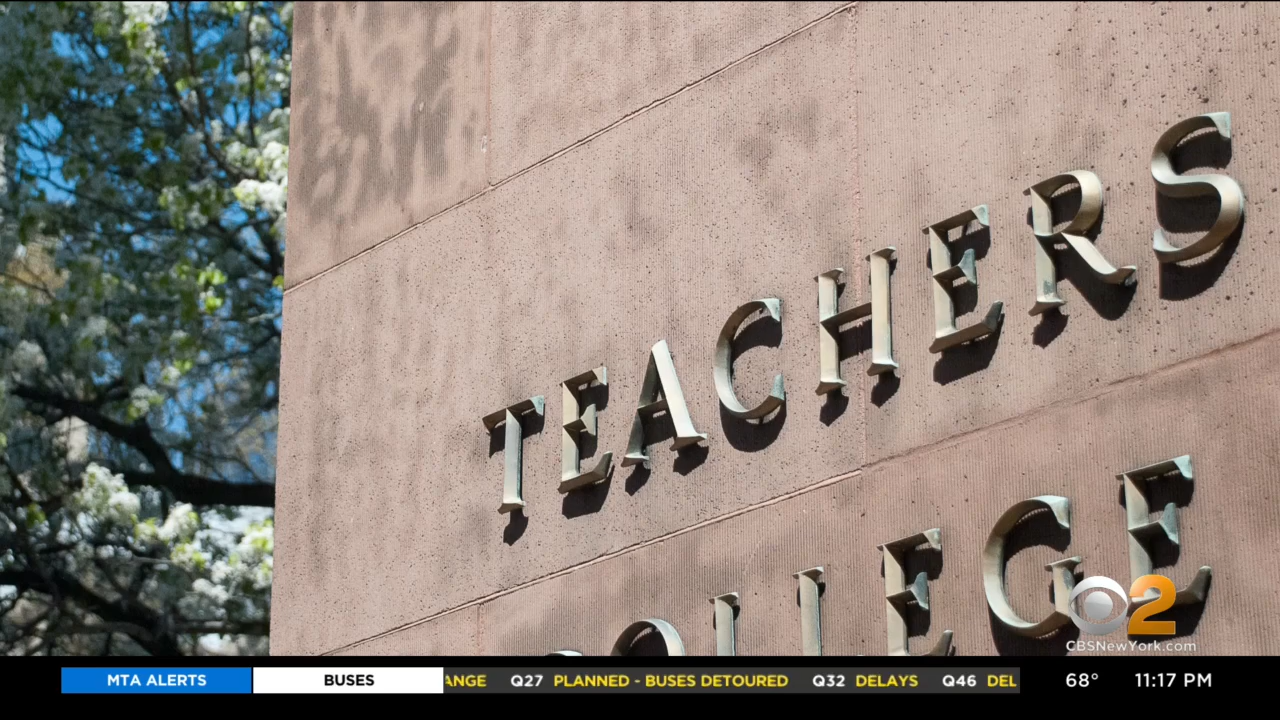 TEACHERS
COLLEGE
2
CBSNewYork.com
MTA ALERTS BUSES ANGE Q27 PLANNED - BUSES DETOURED Q32 DELAYS Q46 DEL 68° 11:17 PM